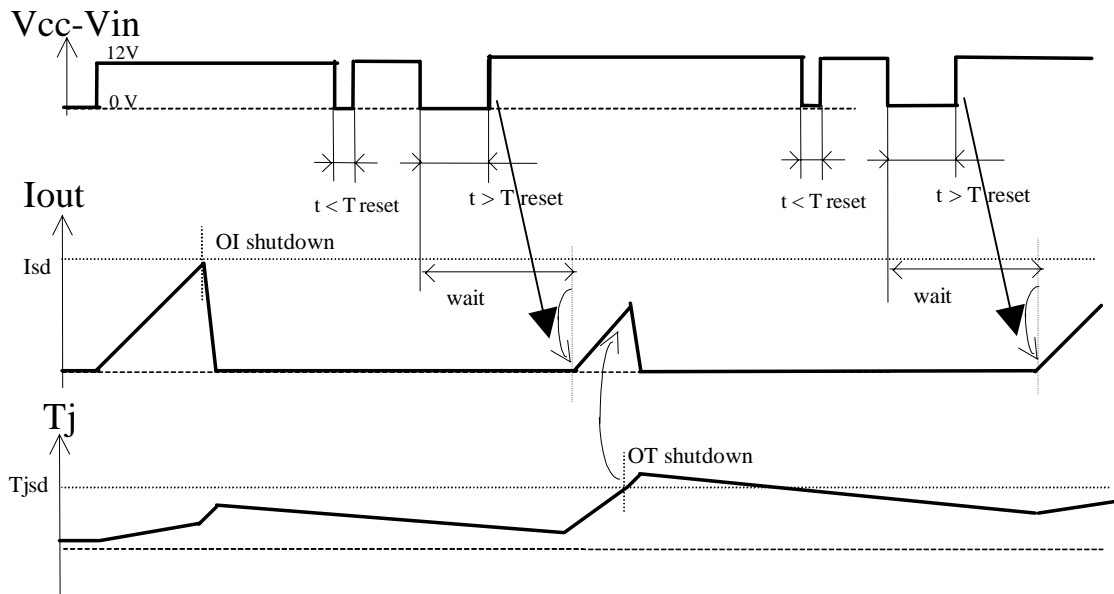 Vcc-Vin
12V
0 V
t < T reset
t > T reset
t < T reset
t > T reset
Iout
OI shutdown
Isd
wait
wait
Tj
OT shutdown
Tjsd